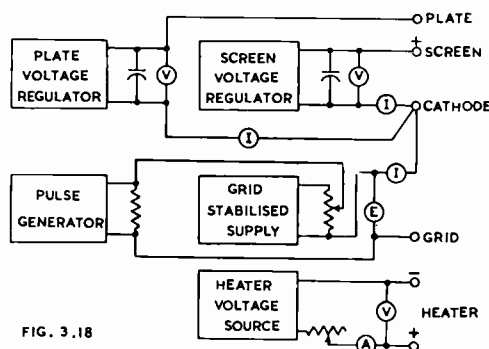 PLATE
VOLTAGE
REGULATOR
V
SCREEN
VOLTAGE
REGULATOR
V
I
I
PLATE
+
SCREEN
CATHODE
PULSE
GENERATOR
GRID
STABILISED
SUPPLY
I
E
GRID
HEATER
VOLTAGE
SOURCE
V
A
–
HEATER
+
FIG. 3.18